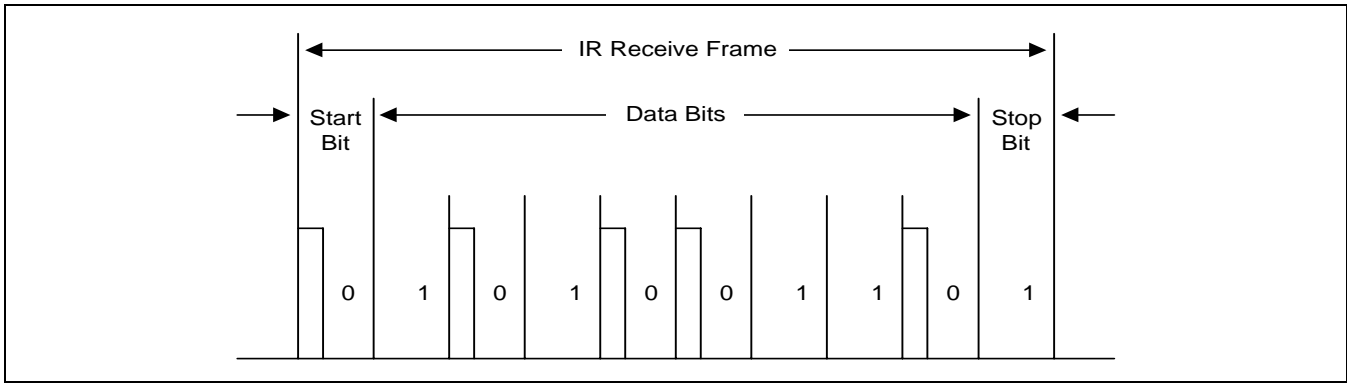 IR Receive Frame
Start
Bit
Data Bits
Stop
Bit
0 1 0 1 0 0 1 1 0 1